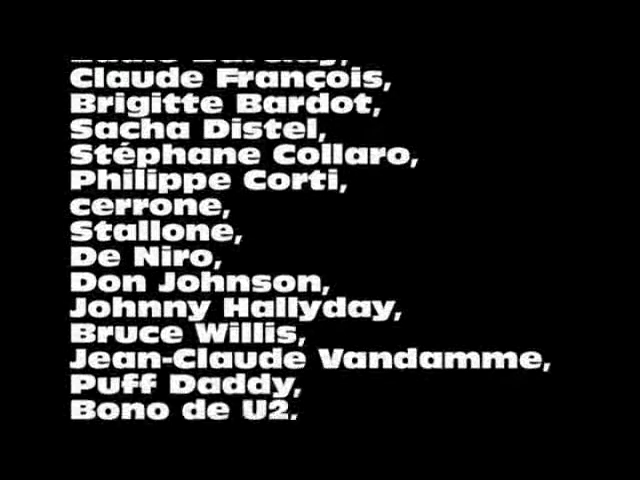 Claude François,
Brigitte Bardot,
Sacha Distel,
Stéphane Collaro,
Philippe Corti,
cerrone,
Stallone,
De Niro,
Don Johnson,
Johnny Hallyday,
Bruce Willis,
Jean-Claude Vandamme,
Puff Daddy,
Bono de U2,